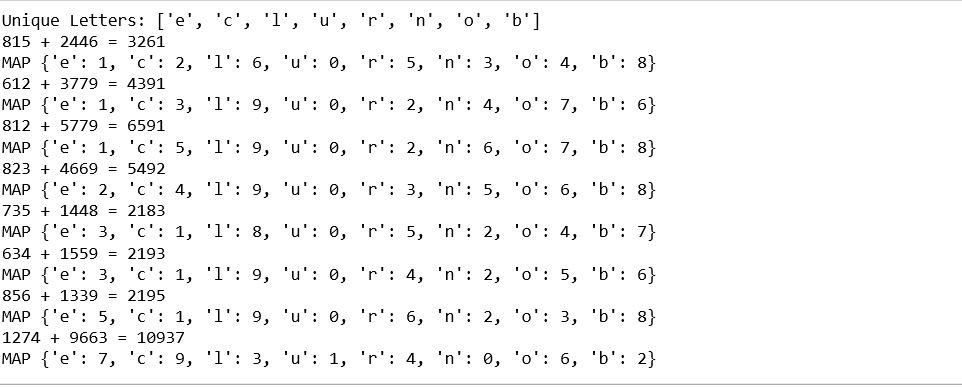 Unique Letters: ['e', 'c', 'l', 'u', 'r', 'n', 'o', 'b']
815 + 2446 = 3261
MAP {'e': 1, 'c': 2, 'l': 6, 'u': 0, 'r': 5, 'n': 3, 'o': 4, 'b': 8}
612 + 3779 = 4391
MAP {'e': 1, 'c': 3, 'l': 9, 'u': 0, 'r': 2, 'n': 4, 'o': 7, 'b': 6}
812 + 5779 = 6591
MAP {'e': 1, 'c': 5, 'l': 9, 'u': 0, 'r': 2, 'n': 6, 'o': 7, 'b': 8}
823 + 4669 = 5492
MAP {'e': 2, 'c': 4, 'l': 9, 'u': 0, 'r': 3, 'n': 5, 'o': 6, 'b': 8}
735 + 1448 = 2183
MAP {'e': 3, 'c': 1, 'l': 8, 'u': 0, 'r': 5, 'n': 2, 'o': 4, 'b': 7}
634 + 1559 = 2193
MAP {'e': 3, 'c': 1, 'l': 9, 'u': 0, 'r': 4, 'n': 2, 'o': 5, 'b': 6}
856 + 1339 = 2195
MAP {'e': 5, 'c': 1, 'l': 9, 'u': 0, 'r': 6, 'n': 2, 'o': 3, 'b': 8}
1274 + 9663 = 10937
MAP {'e': 7, 'c': 9, 'l': 3, 'u': 1, 'r': 4, 'n': 0, 'o': 6, 'b': 2}